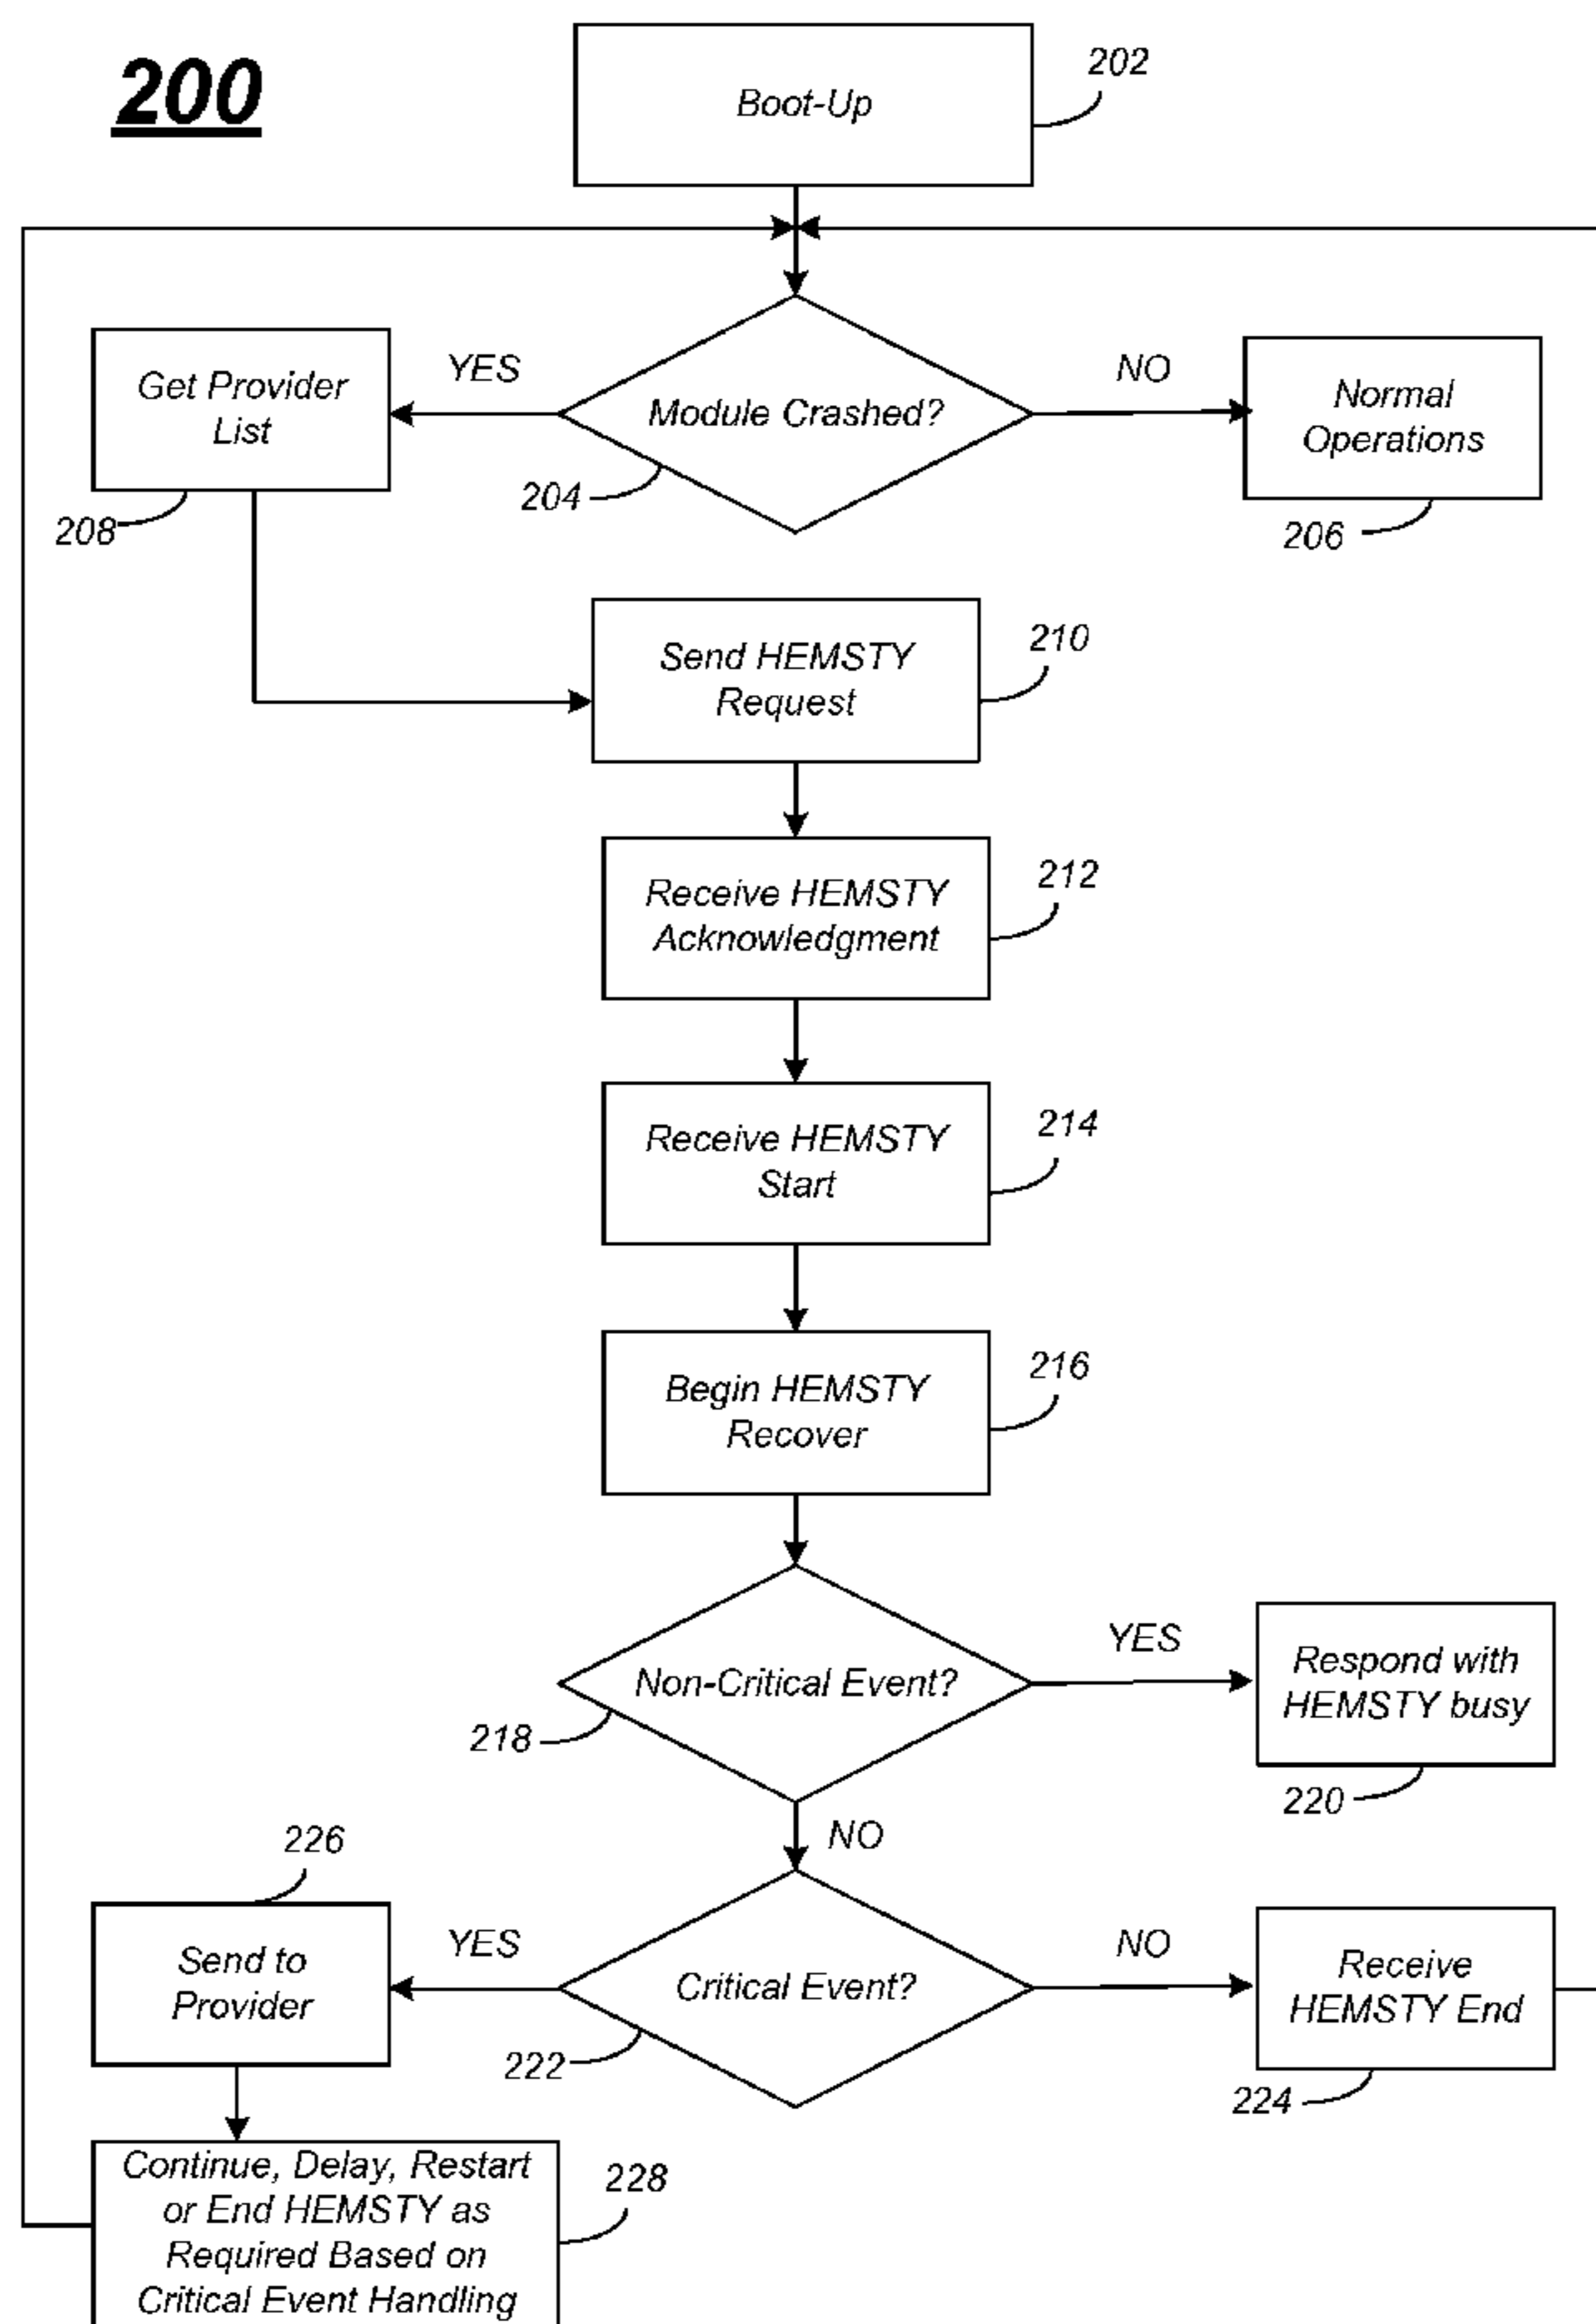 200
Boot-Up
202
Module Crashed?
204
YES
NO
Get Provider
List
208
Normal
Operations
206
Send HEMSTY
Request
210
Receive HEMSTY
Acknowledgment
212
Receive HEMSTY
Start
214
Begin HEMSTY
Recover
216
Non-Critical Event?
218
YES
Respond with
HEMSTY busy
220
NO
Critical Event?
222
YES
NO
226
Send to
Provider
Receive
HEMSTY End
224
Continue, Delay, Restart
or End HEMSTY as
Required Based on
Critical Event Handling
228